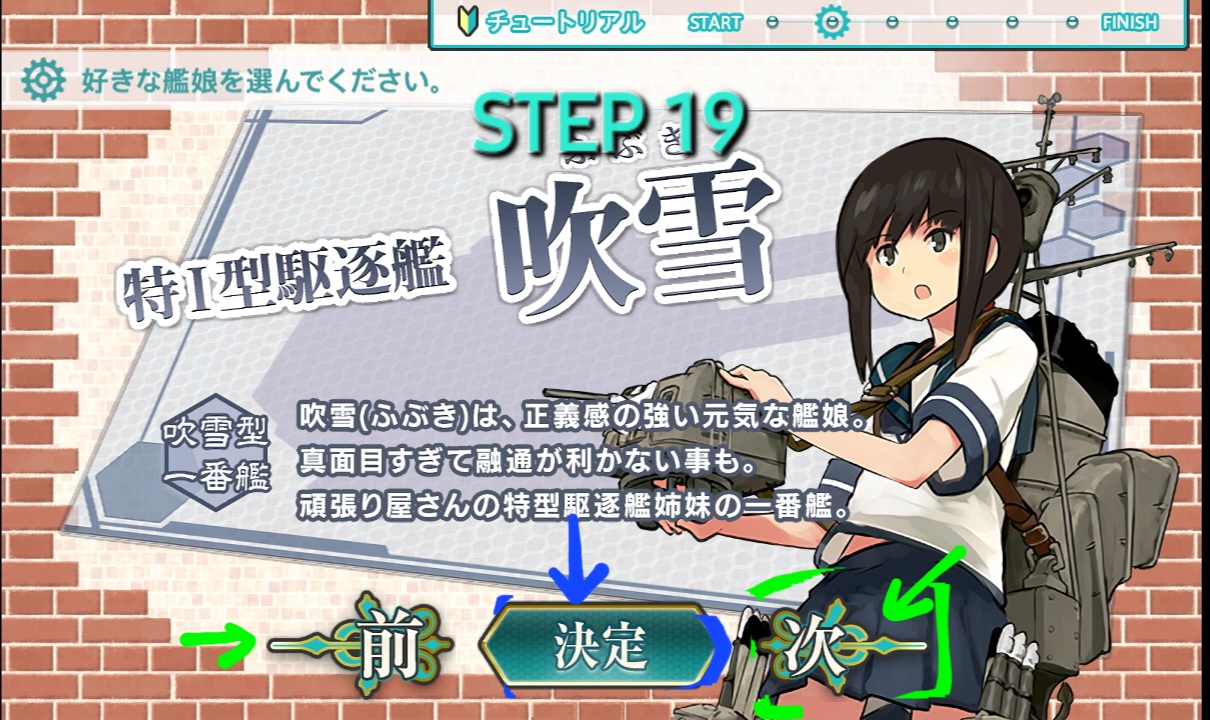 チュートリアル START FINISH
好きな艦娘を選んでください。
STEP 19
ふぶき
吹雪
特I型駆逐艦
吹雪型
一番艦
吹雪(ふぶき)は、正義感の強い元気な艦娘。
真面目すぎて融通が利かない事も。
頑張り屋さんの特型駆逐艦姉妹の一番艦。
前 決定 次